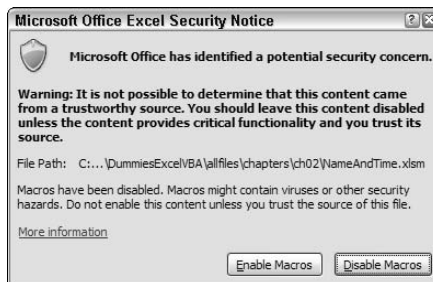 Microsoft Office Excel Security Notice
Microsoft Office has identified a potential security concern.
Warning: It is not possible to determine that this content came
from a trustworthy source. You should leave this content disabled
unless the content provides critical functionality and you trust its
source.
File Path: C:...\DummiesExcelVBA\allfiles\chapters\ch02\NameAndTime.xlsm
Macros have been disabled. Macros might contain viruses or other security
hazards. Do not enable this content unless you trust the source of this file.
More information
Enable Macros Disable Macros